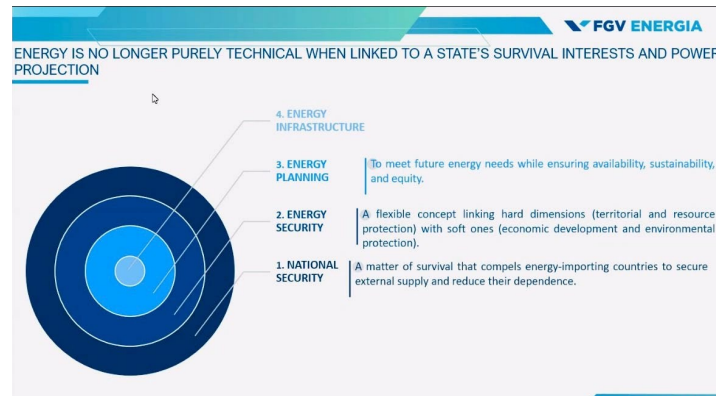 FGV ENERGIA
ENERGY IS NO LONGER PURELY TECHNICAL WHEN LINKED TO A STATE'S SURVIVAL INTERESTS AND POWER
PROJECTION
4. ENERGY
INFRASTRUCTURE
3. ENERGY
PLANNING
To meet future energy needs while ensuring availability, sustainability,
and equity.
2. ENERGY
SECURITY
A flexible concept linking hard dimensions (territorial and resource
protection) with soft ones (economic development and environmental
protection).
1. NATIONAL
SECURITY
A matter of survival that compels energy-importing countries to secure
external supply and reduce their dependence.